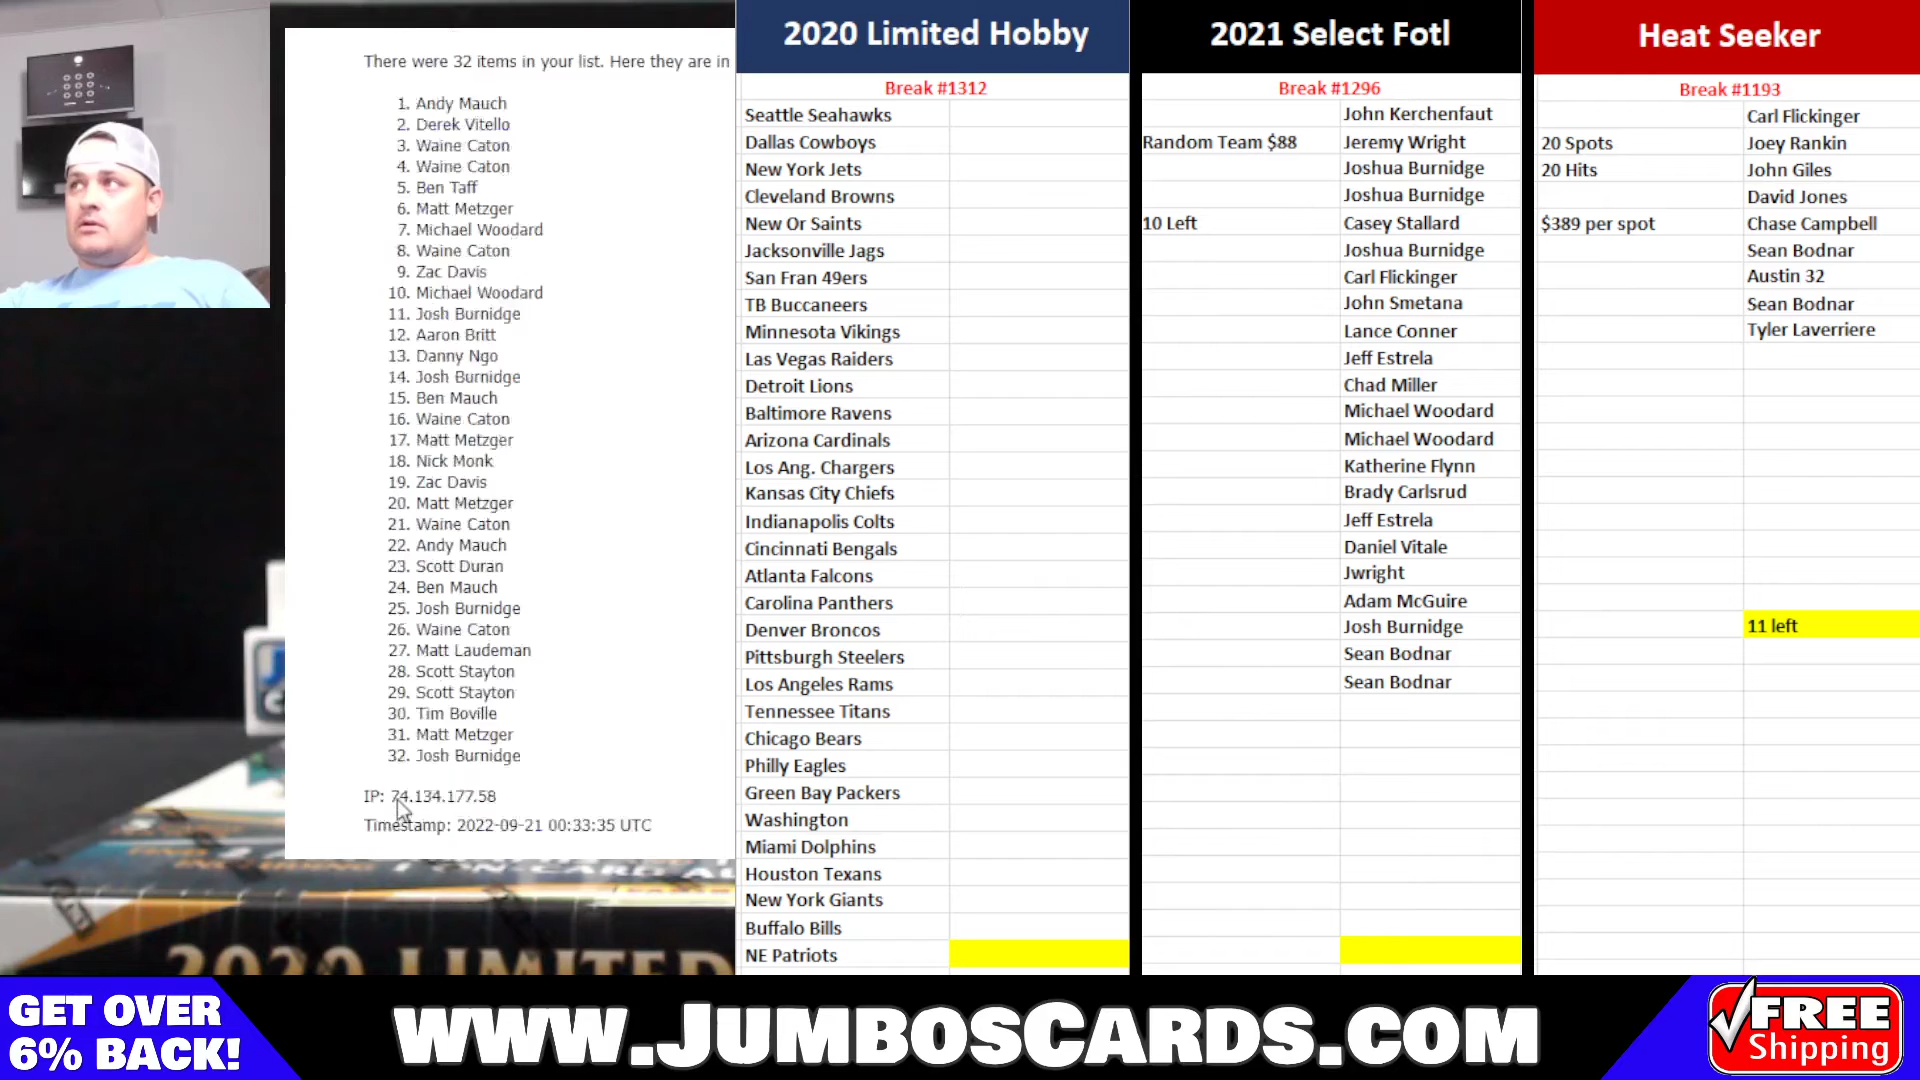 There were 32 items in your list. Here they are in
1. Andy Mauch
2. Derek Vitello
3. Waine Caton
4. Waine Caton
5. Ben Taff
6. Matt Metzger
7. Michael Woodard
8. Waine Caton
9. Zac Davis
10. Michael Woodard
11. Josh Burnidge
12. Aaron Britt
13. Danny Ngo
14. Josh Burnidge
15. Ben Mauch
16. Waine Caton
17. Matt Metzger
18. Nick Monk
19. Zac Davis
20. Matt Metzger
21. Waine Caton
22. Andy Mauch
23. Scott Duran
24. Ben Mauch
25. Josh Burnidge
26. Waine Caton
27. Matt Laudeman
28. Scott Stayton
29. Scott Stayton
30. Tim Boville
31. Matt Metzger
32. Josh Burnidge
IP: 74.134.177.58
Timestamp: 2022-09-21 00:33:35 UTC
2020 LIMITED
2020 Limited Hobby
Break #1312
Seattle Seahawks
Dallas Cowboys
New York Jets
Cleveland Browns
New Or Saints
Jacksonville Jags
San Fran 49ers
TB Buccaneers
Minnesota Vikings
Las Vegas Raiders
Detroit Lions
Baltimore Ravens
Arizona Cardinals
Los Ang. Chargers
Kansas City Chiefs
Indianapolis Colts
Cincinnati Bengals
Atlanta Falcons
Carolina Panthers
Denver Broncos
Pittsburgh Steelers
Los Angeles Rams
Tennessee Titans
Chicago Bears
Philly Eagles
Green Bay Packers
Washington
Miami Dolphins
Houston Texans
New York Giants
Buffalo Bills
NE Patriots
2021 Select Fotl
Break #1296
John Kerchenfaut
Random Team $88 Jeremy Wright
Joshua Burnidge
Joshua Burnidge
10 Left Casey Stallard
Joshua Burnidge
Carl Flickinger
John Smetana
Lance Conner
Jeff Estrela
Chad Miller
Michael Woodard
Michael Woodard
Katherine Flynn
Brady Carlsrud
Jeff Estrela
Daniel Vitale
Jwright
Adam McGuire
Josh Burnidge
Sean Bodnar
Sean Bodnar
Heat Seeker
Break #1193
Carl Flickinger
20 Spots Joey Rankin
20 Hits John Giles
David Jones
$389 per spot Chase Campbell
Sean Bodnar
Austin 32
Sean Bodnar
Tyler Laverriere
11 left
GET OVER
6% BACK!
WWW.JUMBOSCARDS.COM
FREE
Shipping